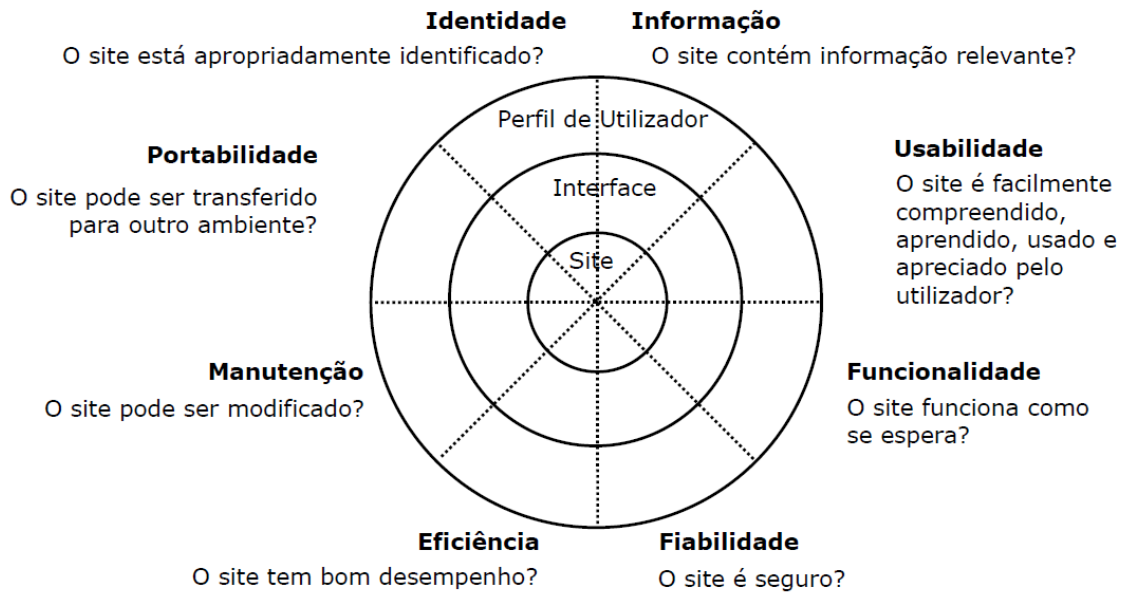 Identidade
O site está apropriadamente identificado?
Informação
O site contém informação relevante?
Perfil de Utilizador
Interface
Site
Portabilidade
O site pode ser transferido
para outro ambiente?
Usabilidade
O site é facilmente
compreendido,
aprendido, usado e
apreciado pelo
utilizador?
Manutenção
O site pode ser modificado?
Funcionalidade
O site funciona como
se espera?
Eficiência
O site tem bom desempenho?
Fiabilidade
O site é seguro?